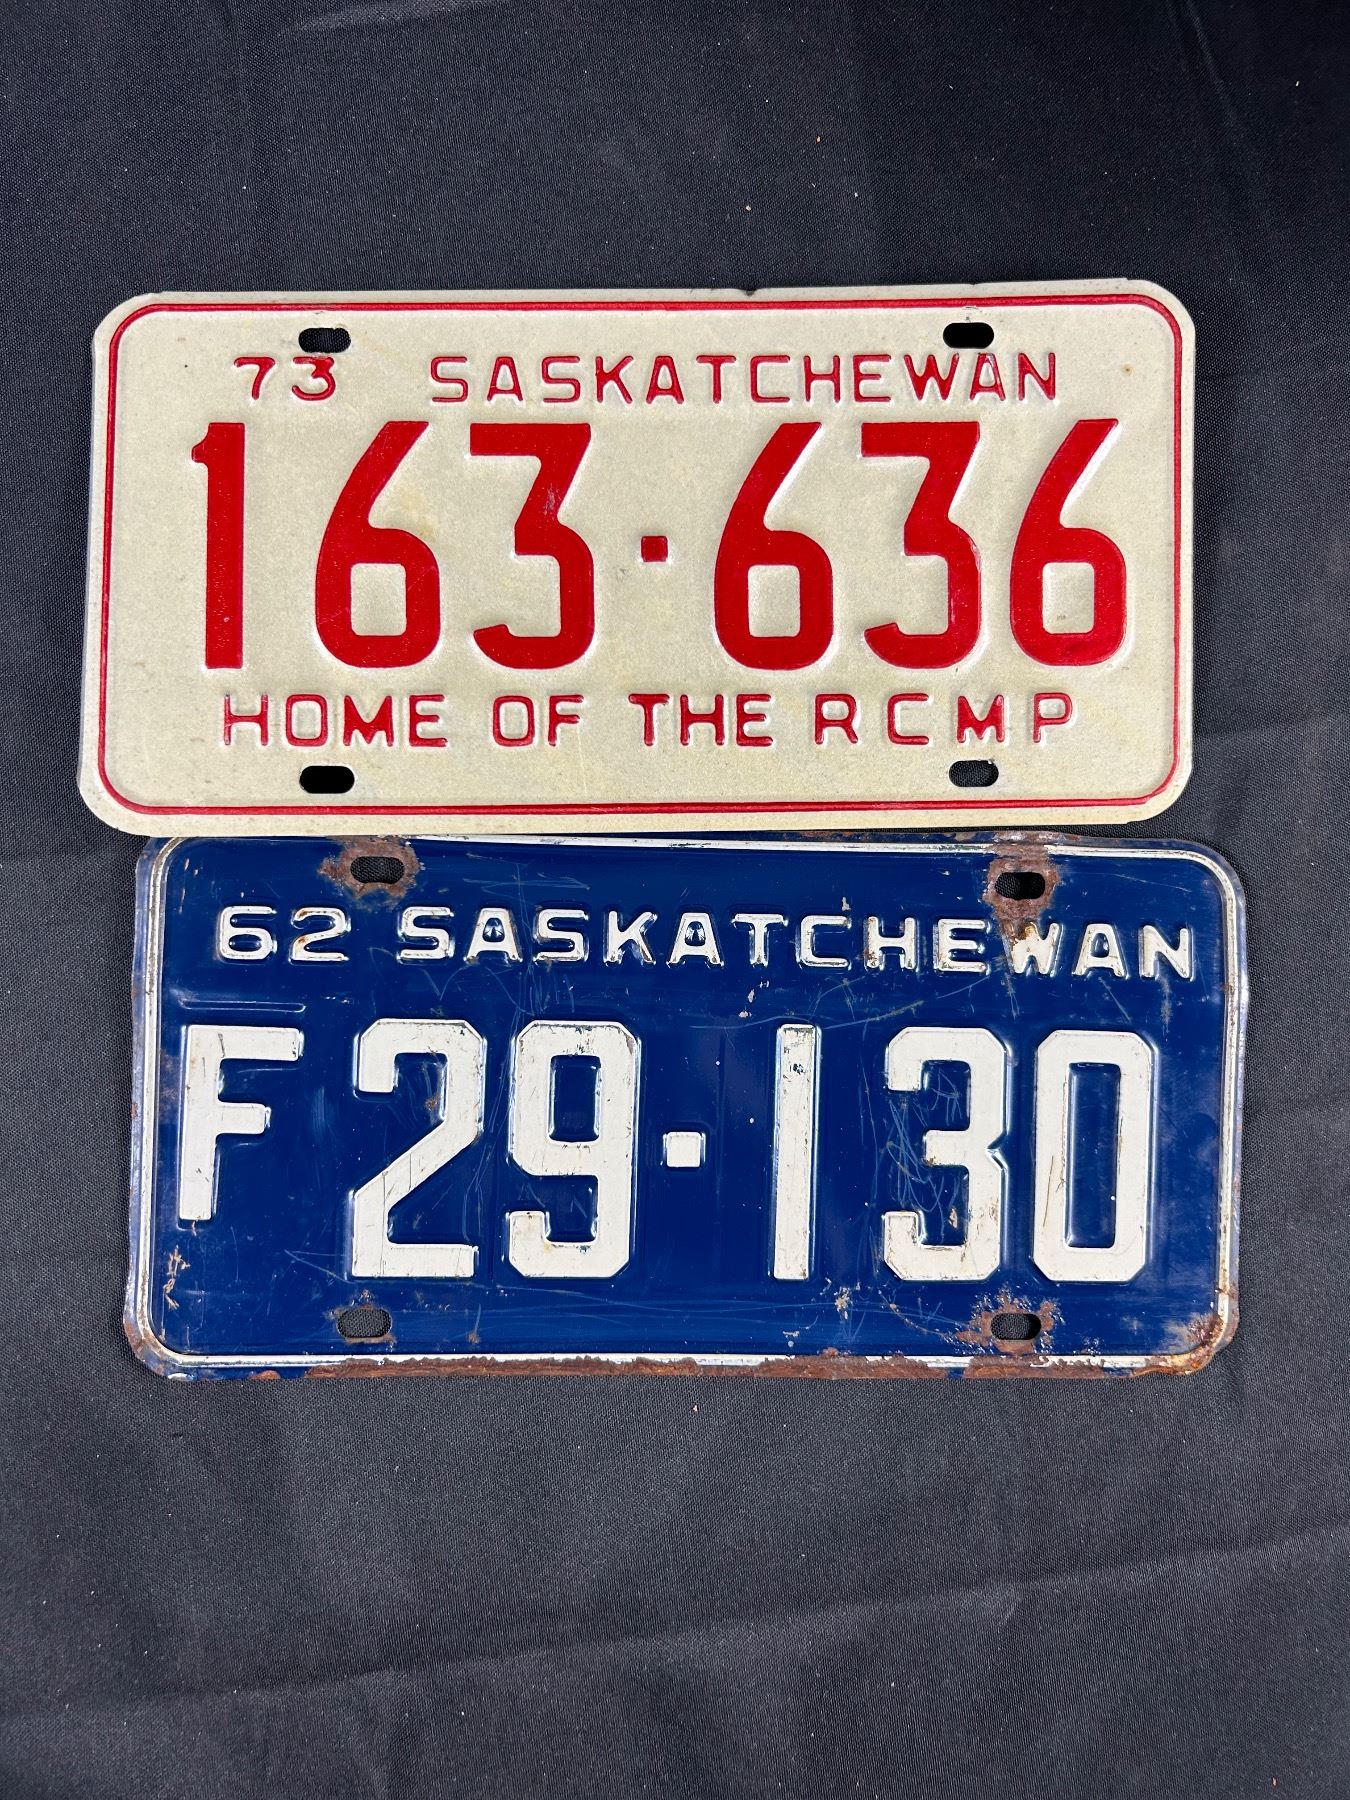 73 SASKATCHEWAN
163·636
HOME OF THE RCMP
62 SASKATCHEWAN
F29·130